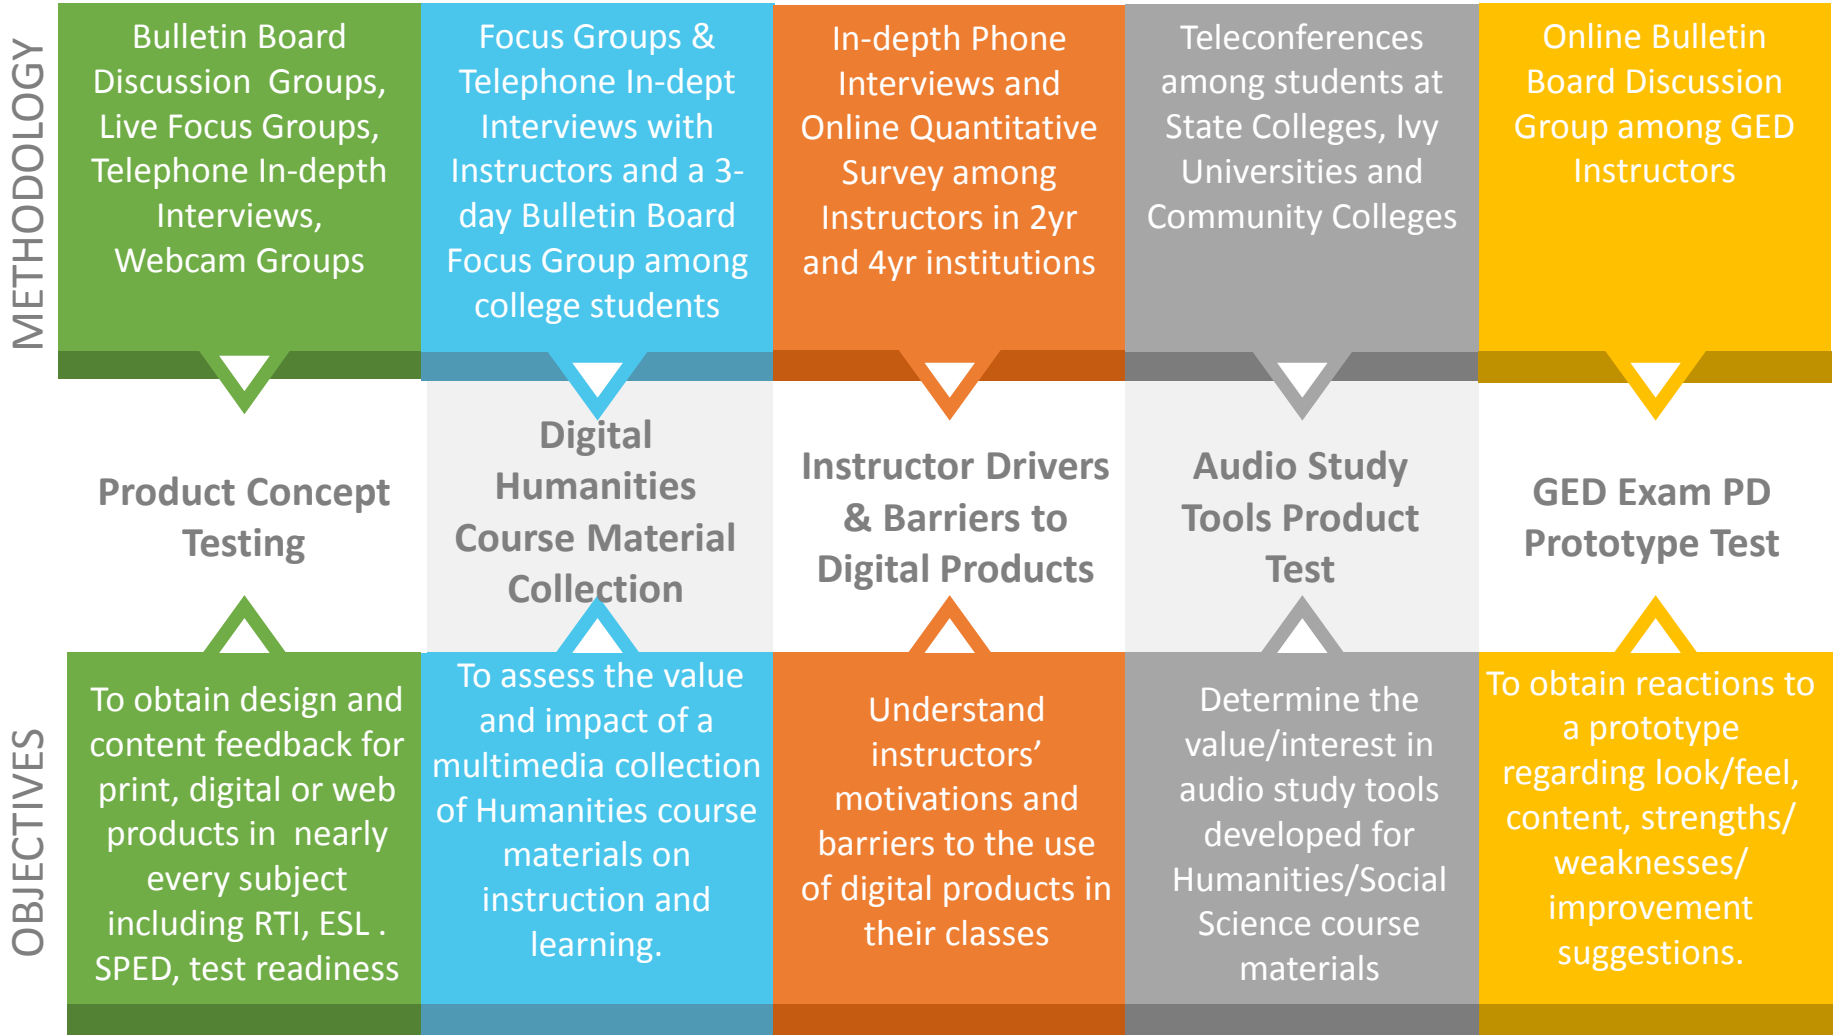 METHODOLOGY
Bulletin Board
Discussion Groups,
Live Focus Groups,
Telephone In-depth
Interviews,
Webcam Groups
Focus Groups &
Telephone In-dept
Interviews with
Instructors and a 3-
day Bulletin Board
Focus Group among
college students
In-depth Phone
Interviews and
Online Quantitative
Survey among
Instructors in 2yr
and 4yr institutions
Teleconferences
among students at
State Colleges, Ivy
Universities and
Community Colleges
Online Bulletin
Board Discussion
Group among GED
Instructors
Product Concept
Testing
Digital
Humanities
Course Material
Collection
Instructor Drivers
& Barriers to
Digital Products
Audio Study
Tools Product
Test
GED Exam PD
Prototype Test
OBJECTIVES
To obtain design and
content feedback for
print, digital or web
products in nearly
every subject
including RTI, ESL .
SPED, test readiness
To assess the value
and impact of a
multimedia collection
of Humanities course
materials on
instruction and
learning.
Understand
instructors’
motivations and
barriers to the use
of digital products in
their classes
Determine the
value/interest in
audio study tools
developed for
Humanities/Social
Science course
materials
To obtain reactions to
a prototype
regarding look/feel,
content, strengths/
weaknesses/
improvement
suggestions.